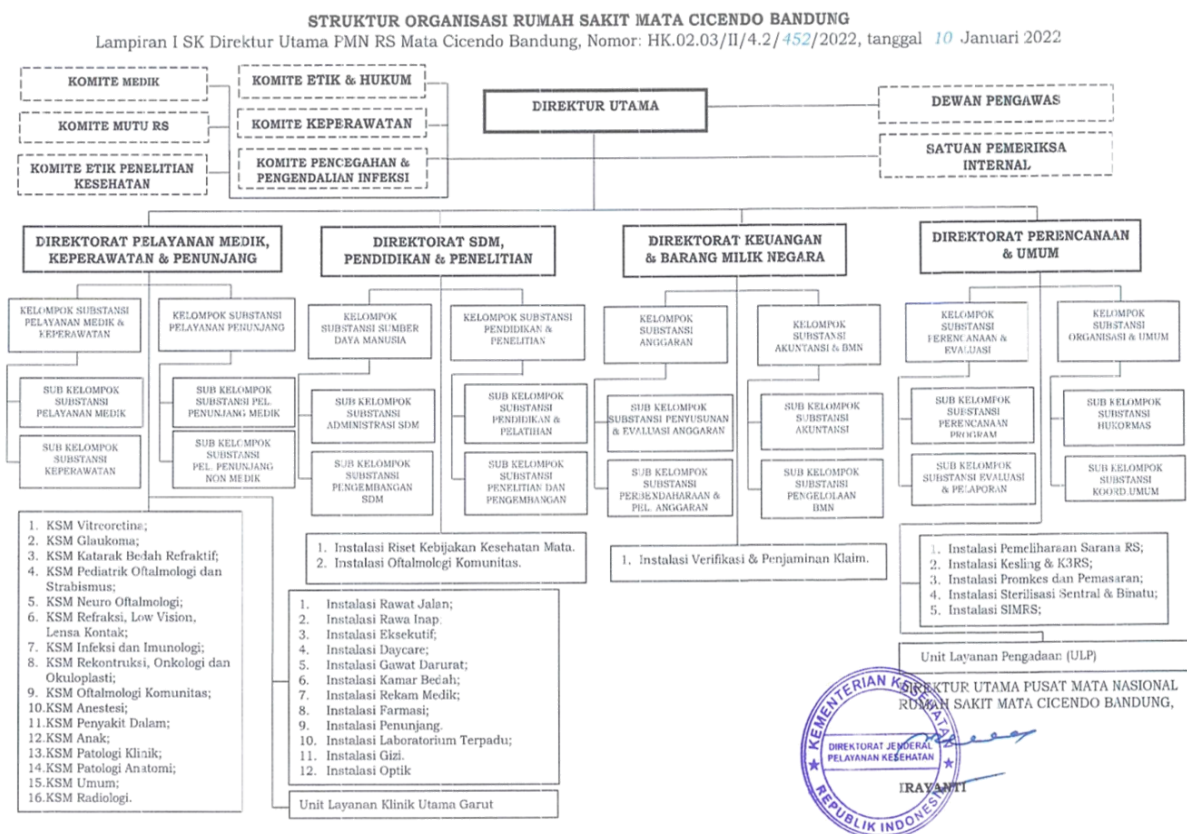 STRUKTUR ORGANISASI RUMAH SAKIT MATA CICENDO BANDUNG
Lampiran I SK Direktur Utama PMN RS Mata Cicendo Bandung, Nomor: HK.02.03/II/4.2/452/2022, tanggal 10 Januari 2022
KOMITE MEDIK
KOMITE ETIK & HUKUM
KOMITE MUTU RS
KOMITE KEPERAWATAN
KOMITE ETIK PENELITIAN
KESEHATAN
KOMITE PENCEGAHAN &
PENGENDALIAN INFEKSI
DIREKTUR UTAMA
DEWAN PENGAWAS
SATUAN PEMERIKSA
INTERNAL
DIREKTORAT PELAYANAN MEDIK,
KEPERAWATAN & PENUNJANG
DIREKTORAT SDM,
PENDIDIKAN & PENELITIAN
DIREKTORAT KEUANGAN
& BARANG MILIK NEGARA
DIREKTORAT PERENCANAAN
& UMUM
KELOMPOK SUBSTANSI
PELAYANAN MEDIK &
KEPERAWATAN
KELOMPOK SUBSTANSI
PELAYANAN PENUNJANG
KELOMPOK
SUBSTANSI SUMBER
DAYA MANUSIA
KELOMPOK SUBSTANSI
PENDIDIKAN &
PENELITIAN
KELOMPOK
SUBSTANSI
ANGGARAN
KELOMPOK
SUBSTANSI
AKUNTANSI & BMN
KELOMPOK
SUBSTANSI
PERENCANAAN &
EVALUASI
KELOMPOK
SUBSTANSI
ORGANISASI & UMUM
SUB KELOMPOK
SUBSTANSI
PELAYANAN MEDIK
SUB KELOMPOK
SUBSTANSI PEL.
PENUNJANG MEDIK
SUB KELOMPOK
SUBSTANSI
ADMINISTRASI SDM
SUB KELOMPOK
SUBSTANSI
PENDIDIKAN &
PELATIHAN
SUB KELOMPOK
SUBSTANSI PENYUSUNAN
& EVALUASI ANGGARAN
SUB KELOMPOK
SUBSTANSI
AKUNTANSI
SUB KELOMPOK
SUBSTANSI
PERENCANAAN
PROGRAM
SUB KELOMPOK
SUBSTANSI
HUKORMAS
SUB KELOMPOK
SUBSTANSI
KEPERAWATAN
SUB KELOMPOK
SUBSTANSI
PEL. PENUNJANG
NON MEDIK
SUB KELOMPOK
SUBSTANSI
PENGEMBANGAN
SDM
SUB KELOMPOK
SUBSTANSI
PENELITIAN DAN
PENGEMBANGAN
SUB KELOMPOK
SUBSTANSI
PERBENDAHARAAN &
PEL. ANGGARAN
SUB KELOMPOK
SUBSTANSI
PENGELOLAAN
BMN
SUB KELOMPOK
SUBSTANSI EVALUASI
& PELAPORAN
SUB KELOMPOK
SUBSTANSI
KOORD.UMUM
1. KSM Vitreoretina;
2. KSM Glaukoma;
3. KSM Katarak Bedah Refraktif;
4. KSM Pediatrik Oftalmologi dan
Strabismus;
5. KSM Neuro Oftalmologi;
6. KSM Refraksi, Low Vision,
Lensa Kontak;
7. KSM Infeksi dan Imunologi;
8. KSM Rekontruksi, Onkologi dan
Okuloplasti;
9. KSM Oftalmologi Komunitas;
10.KSM Anestesi;
11.KSM Penyakit Dalam;
12.KSM Anak;
13.KSM Patologi Klinik;
14.KSM Patologi Anatomi;
15.KSM Umum;
16.KSM Radiologi.
1. Instalasi Riset Kebijakan Kesehatan Mata.
2. Instalasi Oftalmologi Komunitas.
1. Instalasi Rawat Jalan;
2. Instalasi Rawa Inap
3. Instalasi Eksekutif;
4. Instalasi Daycare;
5. Instalasi Gawat Darurat;
6. Instalasi Kamar Bedah;
7. Instalasi Rekam Medik;
8. Instalasi Farmasi;
9. Instalasi Penunjang.
10. Instalasi Laboratorium Terpadu;
11. Instalasi Gizi.
12. Instalasi Optik
Unit Layanan Klinik Utama Garut
1. Instalasi Verifikasi & Penjaminan Klaim.
1. Instalasi Pemeliharaan Sarana RS;
2. Instalasi Kesling & K3RS;
3. Instalasi Promkes dan Pemasaran;
4. Instalasi Sterilisasi Sentral & Binatu;
5. Instalasi SIMRS;
Unit Layanan Pengadaan (ULP)
DIREKTUR UTAMA PUSAT MATA NASIONAL
RUMAH SAKIT MATA CICENDO BANDUNG,
KEMENTERIAN KESEHATAN
DIREKTORAT JENDERAL
PELAYANAN KESEHATAN
REPUBLIK INDONESIA
IRAYANTI